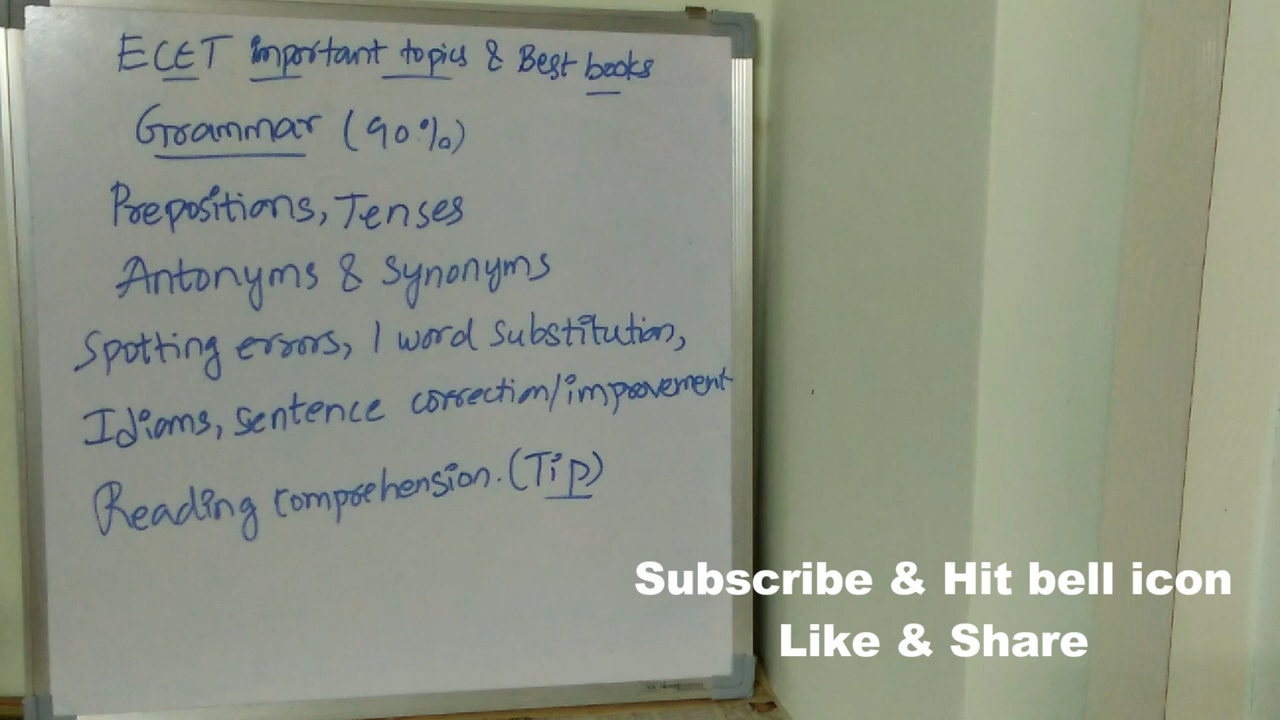 ECET Important topics & Best books
Grammar (90%)
Prepositions, Tenses
Antonyms & Synonyms
Spotting errors, 1 word substitution,
Idioms, sentence correction/improvement
Reading comprehension. (Tip)
Subscribe & Hit bell icon
Like & Share